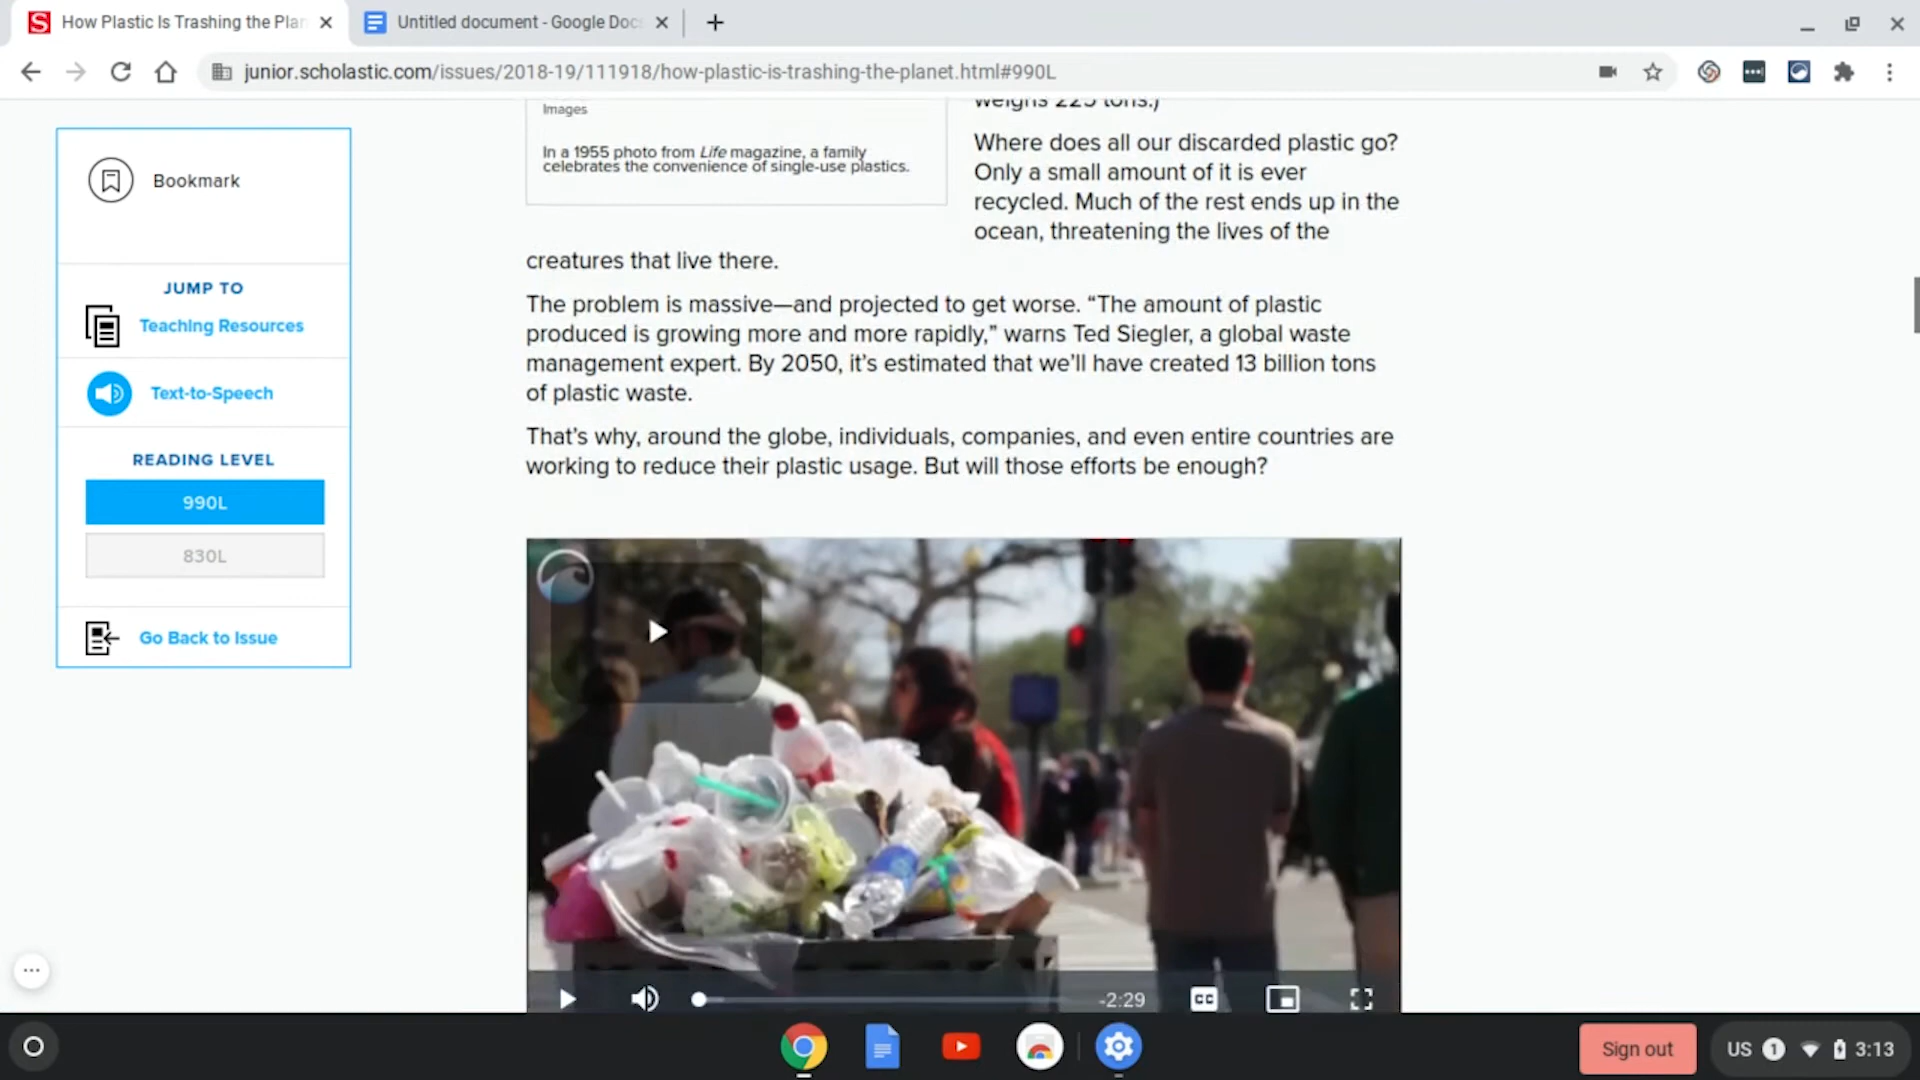 How Plastic Is Trashing the Plan
Untitled document - Google Docs
junior.scholastic.com/issues/2018-19/111918/how-plastic-is-trashing-the-planet.html#990L
Bookmark
JUMP TO
Teaching Resources
Text-to-Speech
READING LEVEL
990L
830L
Go Back to Issue
Images
In a 1955 photo from Life magazine, a family
celebrates the convenience of single-use plastics.
weighs 225 tons.)
Where does all our discarded plastic go?
Only a small amount of it is ever
recycled. Much of the rest ends up in the
ocean, threatening the lives of the
creatures that live there.
The problem is massive—and projected to get worse. “The amount of plastic
produced is growing more and more rapidly,” warns Ted Siegler, a global waste
management expert. By 2050, it’s estimated that we’ll have created 13 billion tons
of plastic waste.
That’s why, around the globe, individuals, companies, and even entire countries are
working to reduce their plastic usage. But will those efforts be enough?
-2:29
CC
Sign out
US 1 3:13